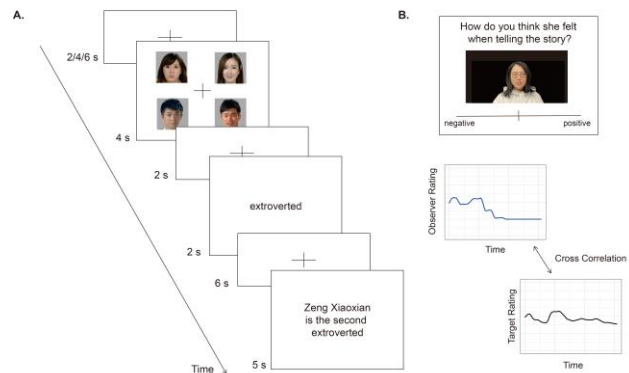 A.
2/4/6 s
4 s
2 s
extroverted
2 s
6 s
Zeng Xiaoxian
is the second
extroverted
5 s
Time
B.
How do you think she felt
when telling the story?
negative
positive
Observer Rating
Time
Cross Correlation
Target Rating
Time